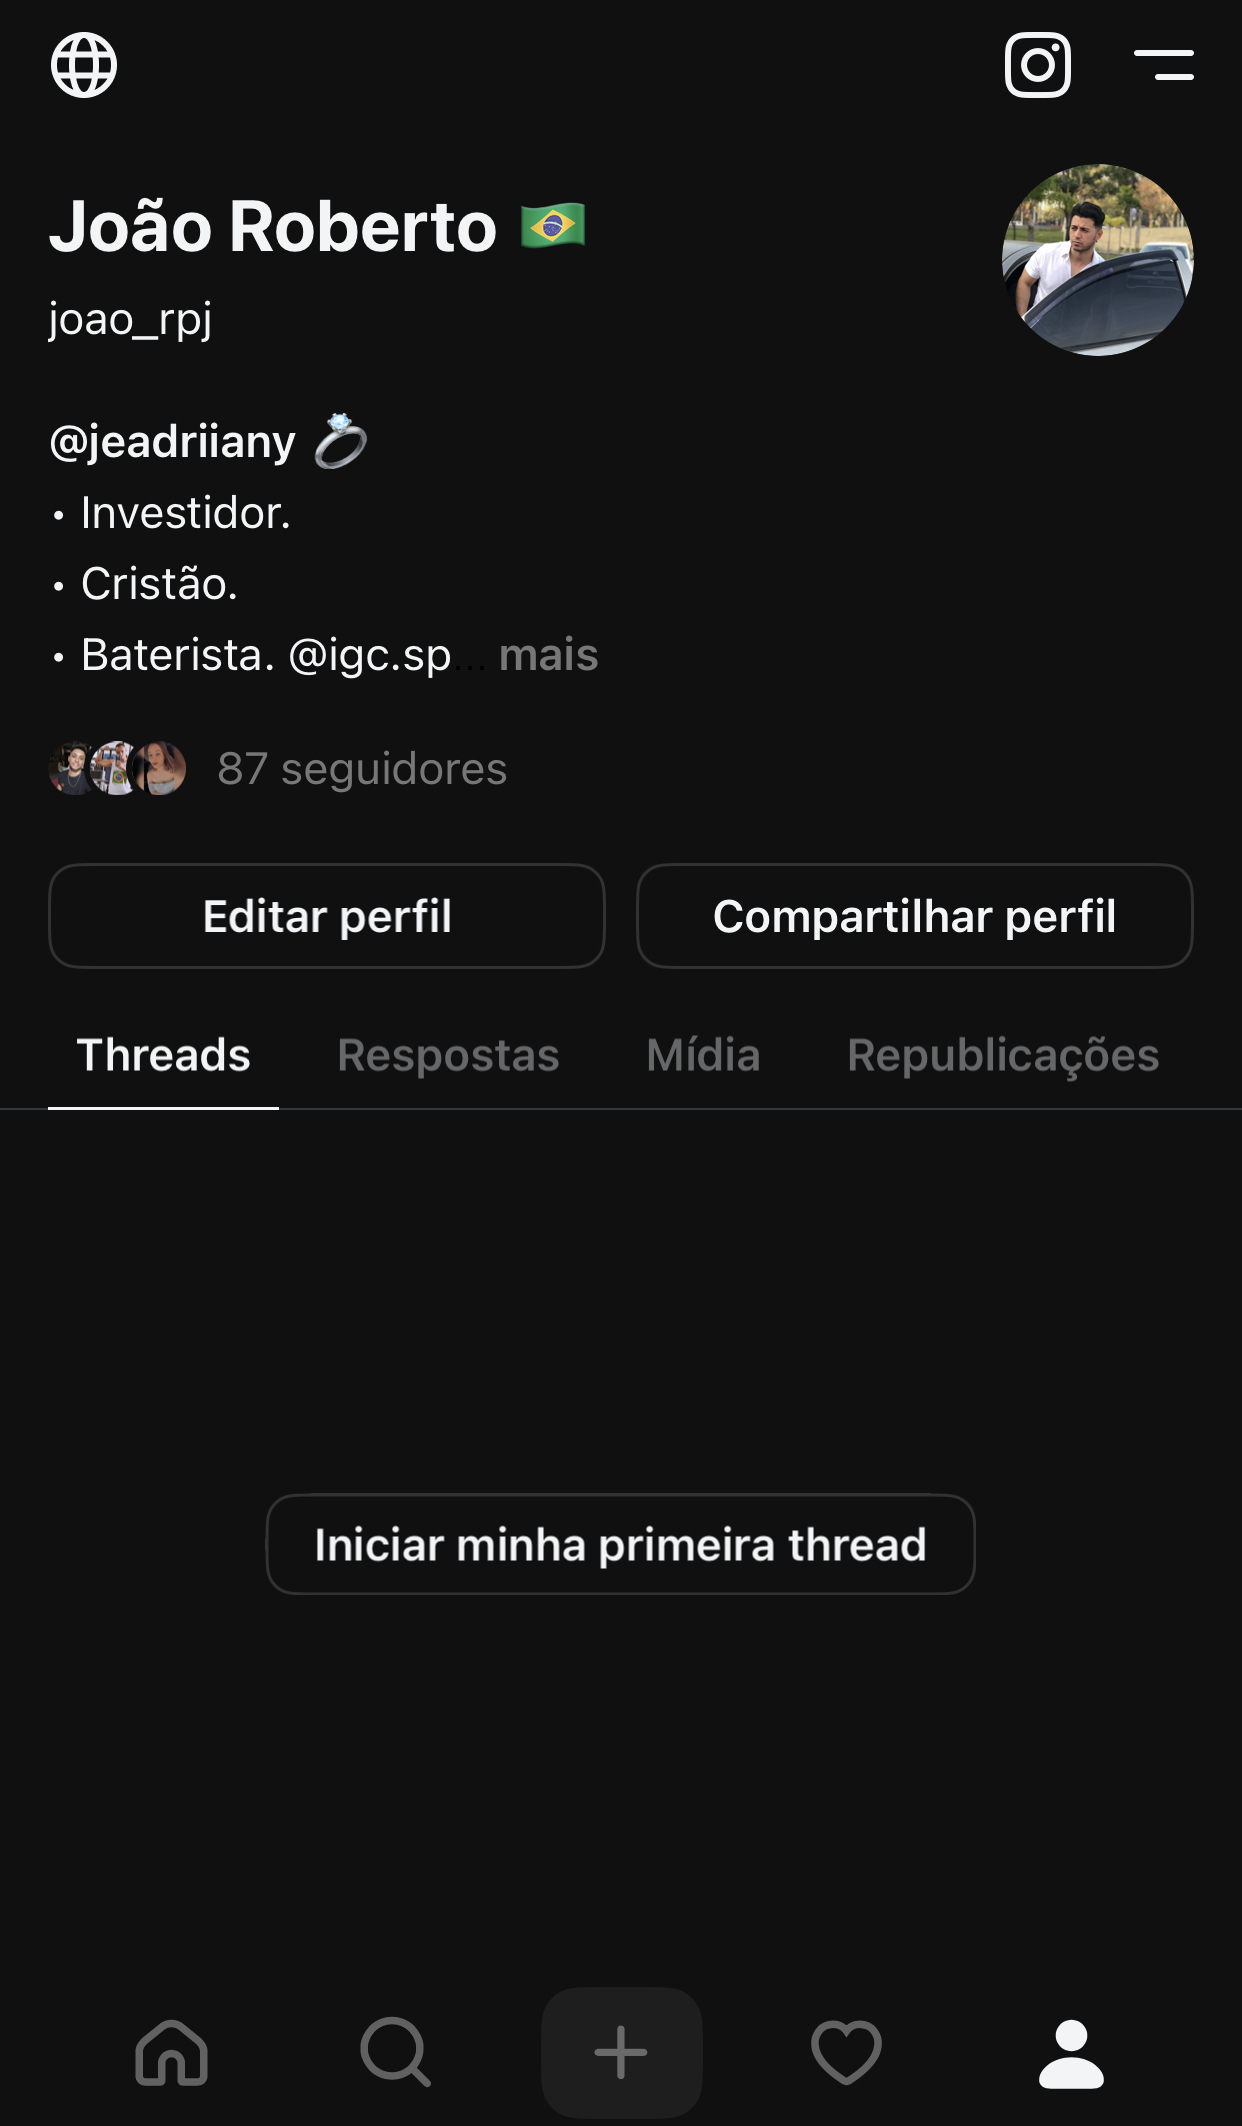 João Roberto 🇧🇷
joao_rpj
@jeadriiany 💍
• Investidor.
• Cristão.
• Baterista. @igc.sp... mais
87 seguidores
Editar perfil
Compartilhar perfil
Threads
Respostas
Mídia
Republicações
Iniciar minha primeira thread